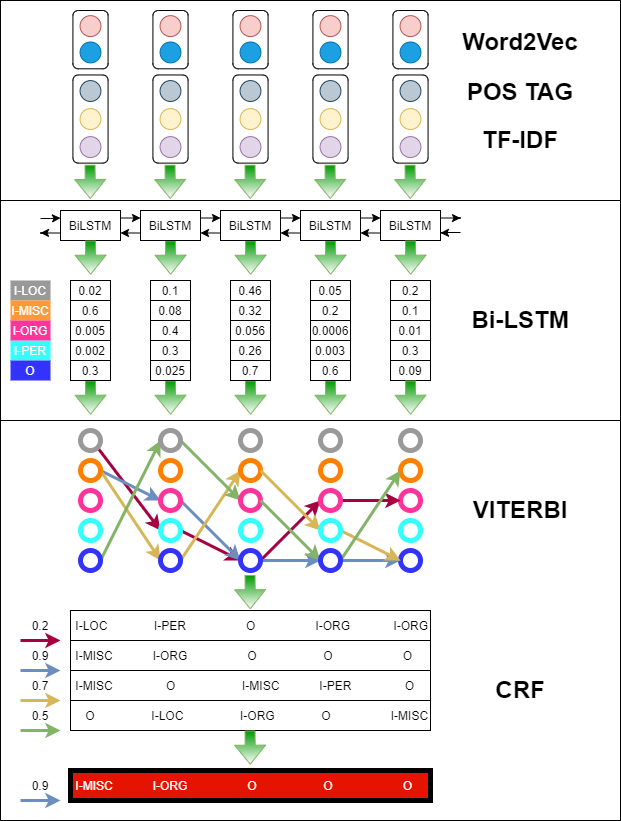 Word2Vec
POS TAG
TF-IDF
BiLSTM BiLSTM BiLSTM BiLSTM BiLSTM
I-LOC 0.02 0.1 0.46 0.05 0.2
I-MISC 0.6 0.08 0.32 0.2 0.1
I-ORG 0.005 0.4 0.056 0.0006 0.01
I-PER 0.002 0.3 0.26 0.003 0.3
O 0.3 0.025 0.7 0.6 0.09
Bi-LSTM
VITERBI
0.2 I-LOC I-PER O I-ORG I-ORG
0.9 I-MISC I-ORG O O O
0.7 I-MISC O I-MISC I-PER O
0.5 O I-LOC I-ORG O I-MISC
CRF
0.9 I-MISC I-ORG O O O